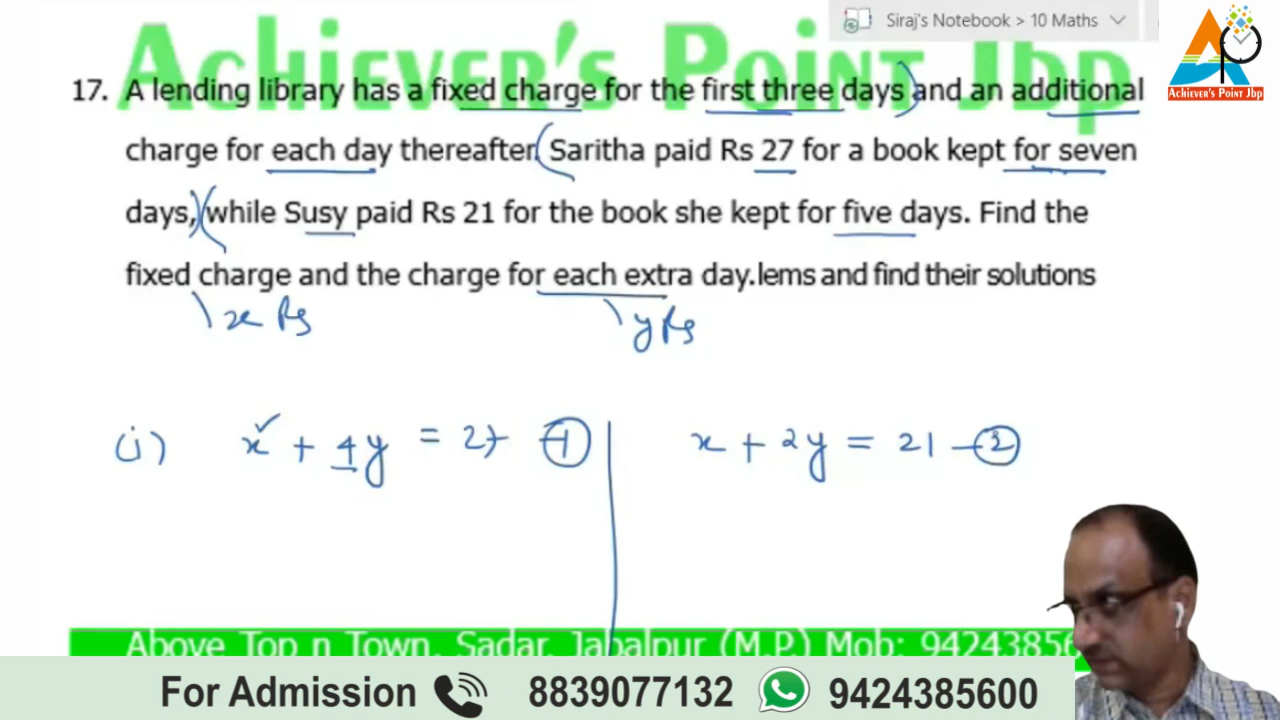 Siraj's Notebook > 10 Maths
ACHIEVER'S POINT JBP
ACHIEVER'S POINT JBP
17. A lending library has a fixed charge for the first three days) and an additional
charge for each day thereafter. (Saritha paid Rs 27 for a book kept for seven
days,) (while Susy paid Rs 21 for the book she kept for five days. Find the
fixed charge and the charge for each extra day.lems and find their solutions
x Rs
y Rs
(i) x + 4y = 27 - 1
x + 2y = 21 - 2
Above Top n Town, Sadar, Jabalpur (M.P.) Mob: 94243856
For Admission 8839077132 9424385600